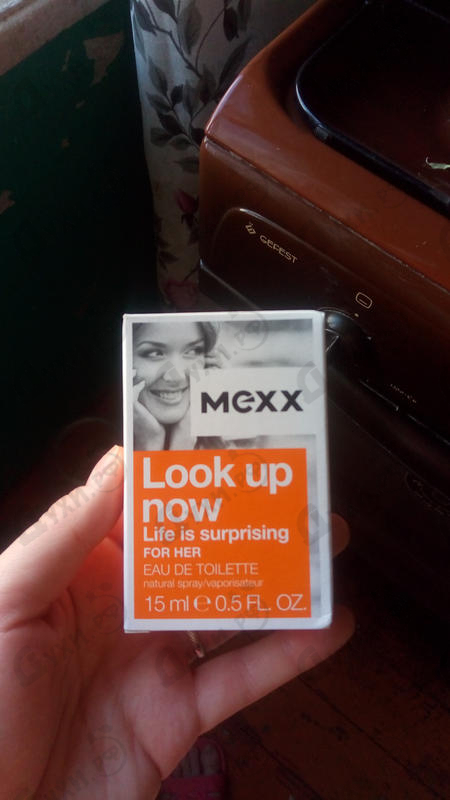 GEFEST
MEXX
Look up
now
Life is surprising
FOR HER
EAU DE TOILETTE
natural spray/vaporisateur
15 ml e 0.5 FL. OZ.